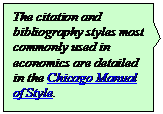 The citation and
bibliography styles most
commonly used in
economics are detailed
in the Chicago Manual
of Style.